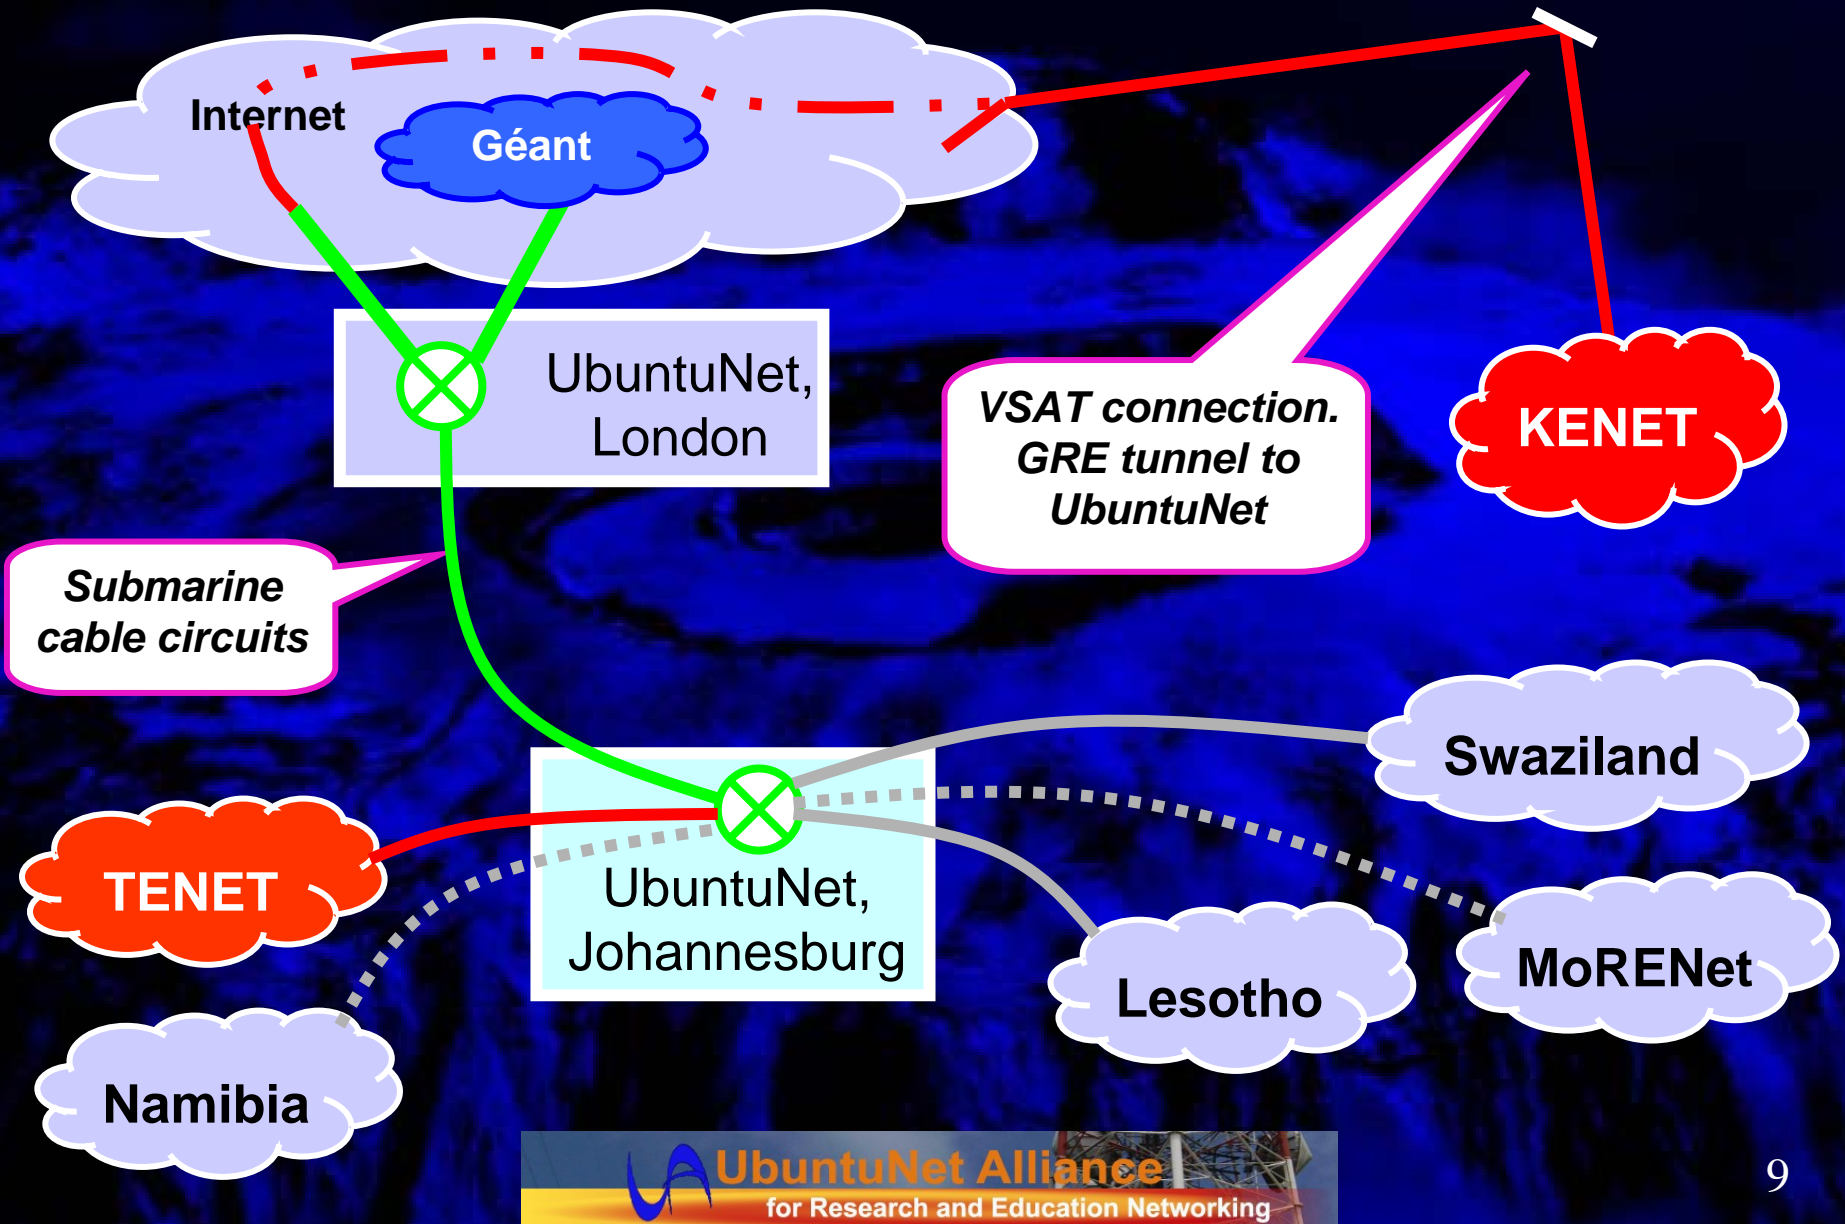 Internet
Géant
UbuntuNet,
London
VSAT connection.
GRE tunnel to
UbuntuNet
KENET
Submarine
cable circuits
Swaziland
TENET
UbuntuNet,
Johannesburg
MoRENet
Lesotho
Namibia
UbuntuNet Alliance
for Research and Education Networking
9